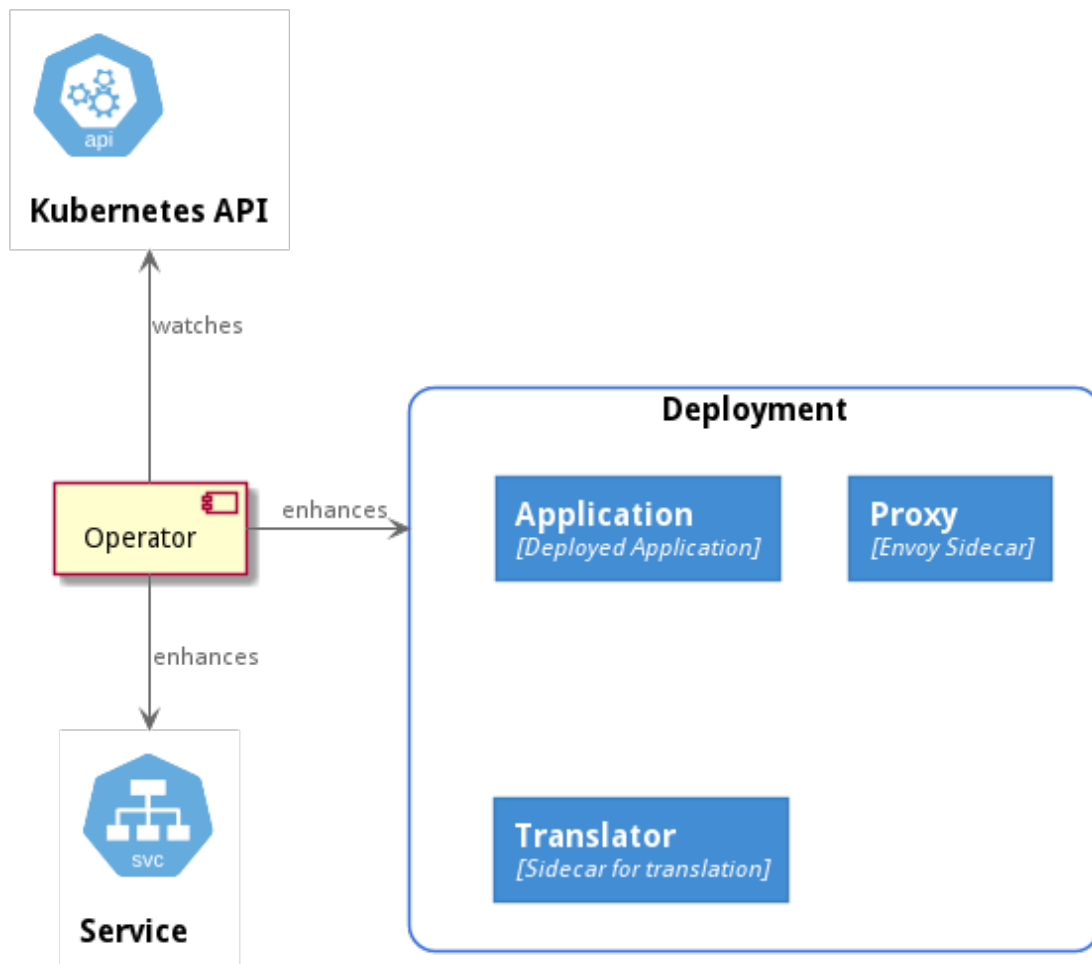 api
Kubernetes API
watches
Deployment
Operator
enhances
Application
[Deployed Application]
Proxy
[Envoy Sidecar]
enhances
Translator
[Sidecar for translation]
svc
Service